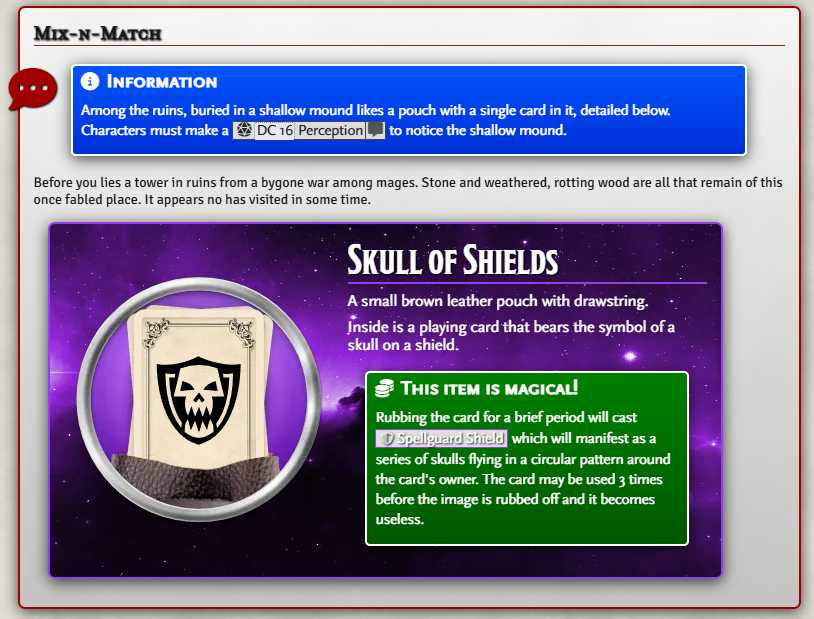 Mix-n-Match
Information
Among the ruins, buried in a shallow mound likes a pouch with a single card in it, detailed below.
Characters must make a DC 16 Perception to notice the shallow mound.
Before you lies a tower in ruins from a bygone war among mages. Stone and weathered, rotting wood are all that remain of this
once fabled place. It appears no has visited in some time.
Skull of Shields
A small brown leather pouch with drawstring.
Inside is a playing card that bears the symbol of a
skull on a shield.
This item is magical!
Rubbing the card for a brief period will cast
Spellguard Shield which will manifest as a
series of skulls flying in a circular pattern around
the card's owner. The card may be used 3 times
before the image is rubbed off and it becomes
useless.